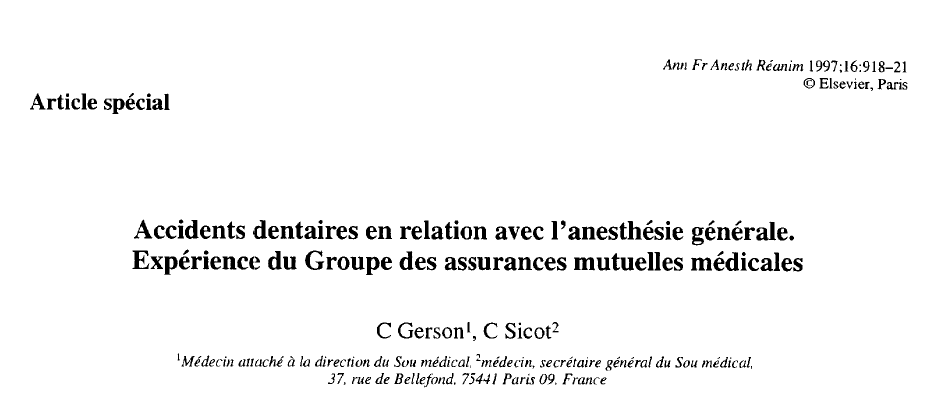 Ann Fr Anesth Réanim 1997;16:918–21
© Elsevier, Paris
Article spécial
Accidents dentaires en relation avec l'anesthésie générale.
Expérience du Groupe des assurances mutuelles médicales
C Gerson¹, C Sicot²
¹Médecin attaché à la direction du Sou médical, ²médecin, secrétaire général du Sou médical,
37, rue de Bellefond, 75441 Paris 09, France